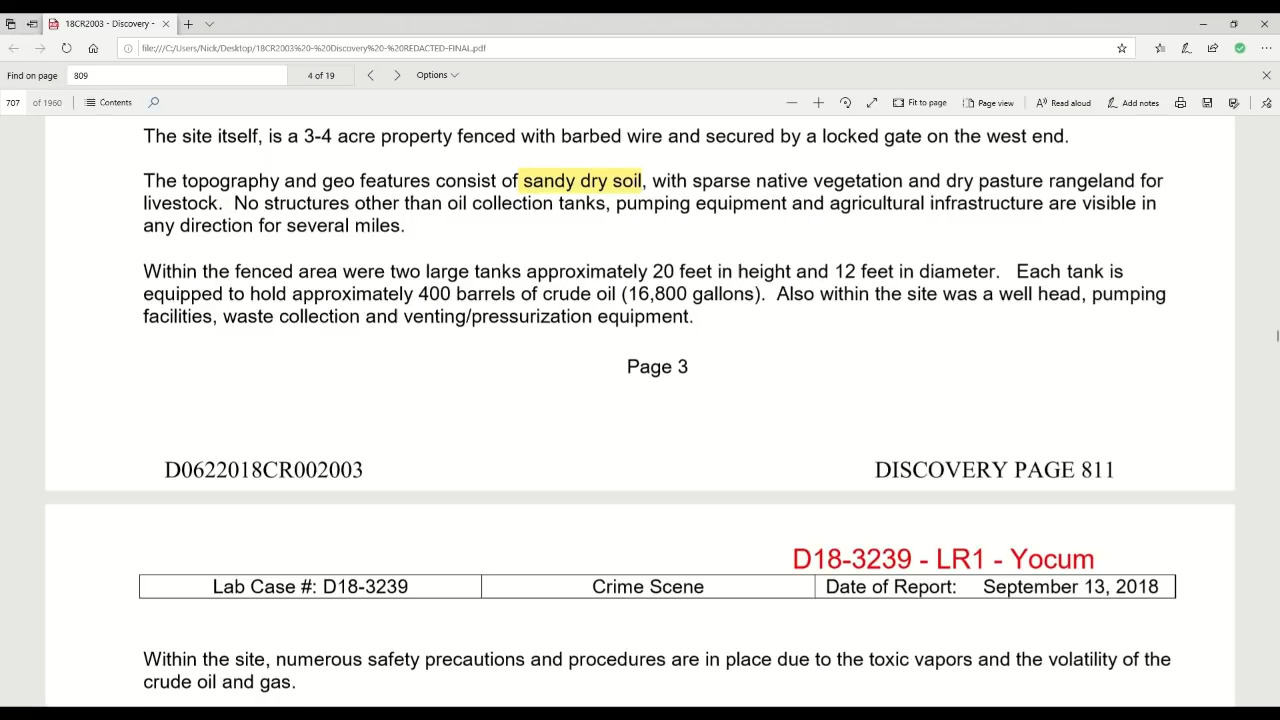 18CR2003 - Discovery -
file:///C:/Users/Nick/Desktop/18CR2003%20-%20Discovery%20-%20REDACTED-FINAL.pdf
Find on page 809 4 of 19 Options
707 of 1960 Contents Fit to page Page view Read aloud Add notes
The site itself, is a 3-4 acre property fenced with barbed wire and secured by a locked gate on the west end.
The topography and geo features consist of sandy dry soil, with sparse native vegetation and dry pasture rangeland for
livestock. No structures other than oil collection tanks, pumping equipment and agricultural infrastructure are visible in
any direction for several miles.
Within the fenced area were two large tanks approximately 20 feet in height and 12 feet in diameter. Each tank is
equipped to hold approximately 400 barrels of crude oil (16,800 gallons). Also within the site was a well head, pumping
facilities, waste collection and venting/pressurization equipment.
Page 3
D0622018CR002003 DISCOVERY PAGE 811
D18-3239 - LR1 - Yocum
Lab Case #: D18-3239 Crime Scene Date of Report: September 13, 2018
Within the site, numerous safety precautions and procedures are in place due to the toxic vapors and the volatility of the
crude oil and gas.